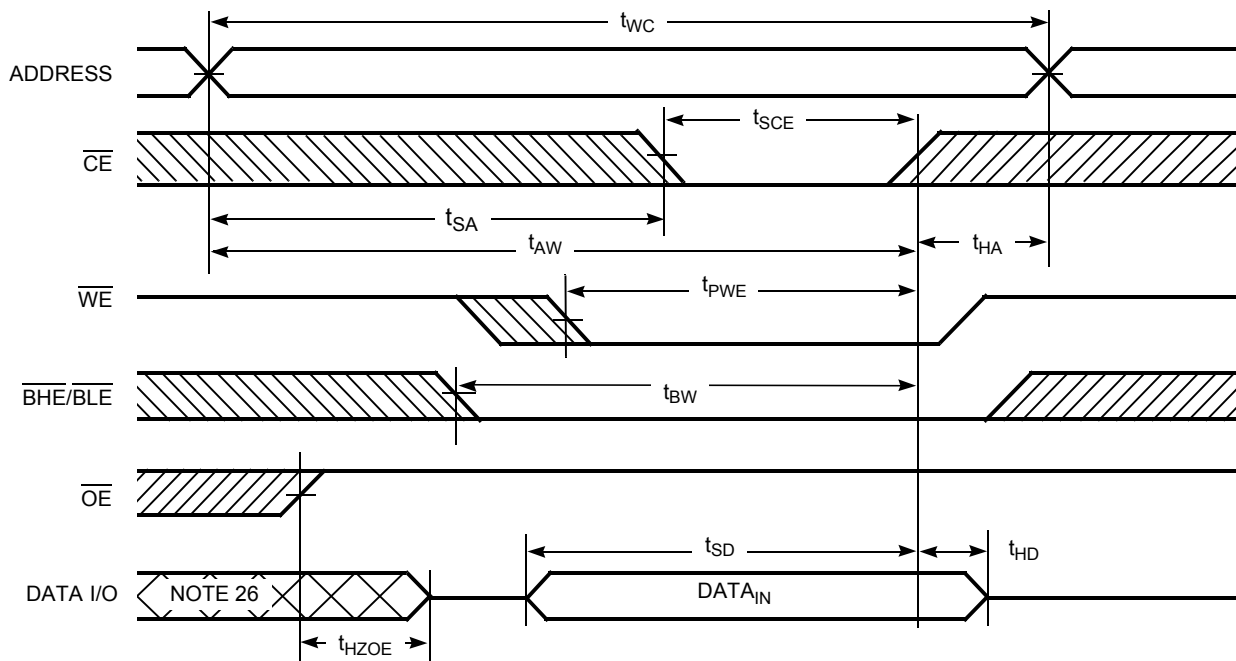 tWC
ADDRESS
tSCE
CE
tSA
tAW
tHA
WE
tPWE
BHE/BLE
tBW
OE
tSD
tHD
DATA I/O
NOTE 26
DATAIN
tHZOE